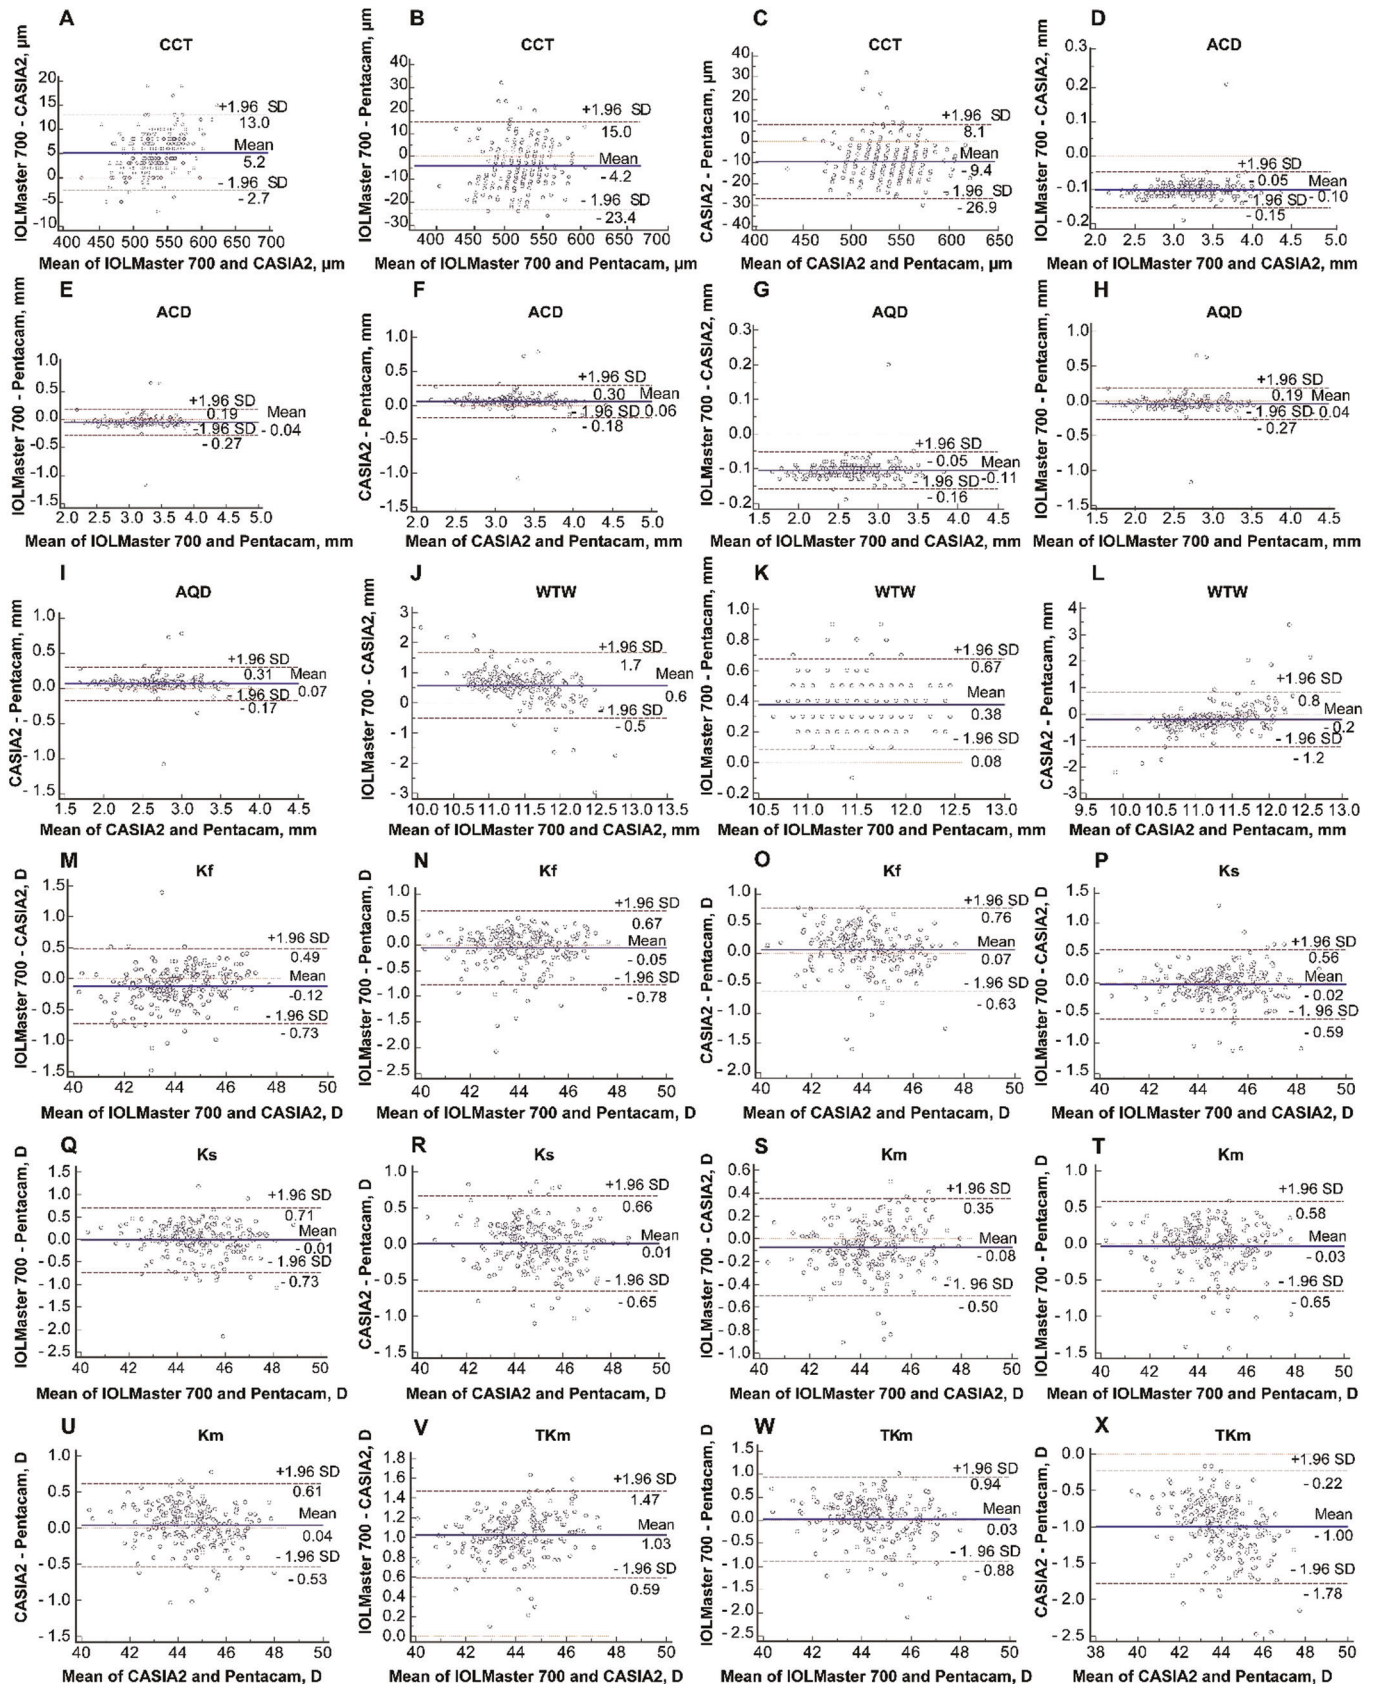 A
CCT
IOLMaster 700 - CASIA2, µm
20
15
10
5
0
-5
-10
+1.96 SD
13.0
Mean
5.2
-1.96 SD
-2.7
400 450 500 550 600 650 700
Mean of IOLMaster 700 and CASIA2, µm
B
CCT
IOLMaster 700 - Pentacam, µm
40
30
20
10
0
-10
-20
-30
+1.96 SD
15.0
Mean
-4.2
-1.96 SD
-23.4
400 450 500 550 600 650 700
Mean of IOLMaster 700 and Pentacam, µm
C
CCT
CASIA2 - Pentacam, µm
40
30
20
10
0
-10
-20
-30
-40
+1.96 SD
8.1
Mean
-9.4
-1.96 SD
-26.9
400 450 500 550 600 650
Mean of CASIA2 and Pentacam, µm
D
ACD
IOLMaster 700 - CASIA2, mm
0.3
0.2
0.1
0.0
-0.1
-0.2
+1.96 SD
-0.05
Mean
-0.10
-1.96 SD
-0.15
2.0 2.5 3.0 3.5 4.0 4.5 5.0
Mean of IOLMaster 700 and CASIA2, mm
E
ACD
IOLMaster 700 - Pentacam, mm
1.0
0.5
0.0
-0.5
-1.0
-1.5
+1.96 SD
0.19
Mean
-0.04
-1.96 SD
-0.27
2.0 2.5 3.0 3.5 4.0 4.5 5.0
Mean of IOLMaster 700 and Pentacam, mm
F
ACD
CASIA2 - Pentacam, mm
1.0
0.5
0.0
-0.5
-1.0
-1.5
+1.96 SD
0.30
Mean
0.06
-1.96 SD
-0.18
2.0 2.5 3.0 3.5 4.0 4.5 5.0
Mean of CASIA2 and Pentacam, mm
G
AQD
IOLMaster 700 - CASIA2, mm
0.3
0.2
0.1
0.0
-0.1
-0.2
+1.96 SD
-0.05
Mean
-0.11
-1.96 SD
-0.16
1.5 2.0 2.5 3.0 3.5 4.0 4.5
Mean of IOLMaster 700 and CASIA2, mm
H
AQD
IOLMaster 700 - Pentacam, mm
1.0
0.5
0.0
-0.5
-1.0
-1.5
+1.96 SD
0.19
Mean
-0.04
-1.96 SD
-0.27
1.5 2.0 2.5 3.0 3.5 4.0 4.5
Mean of IOLMaster 700 and Pentacam, mm
I
AQD
CASIA2 - Pentacam, mm
1.0
0.5
0.0
-0.5
-1.0
-1.5
+1.96 SD
0.31
Mean
0.07
-1.96 SD
-0.17
1.5 2.0 2.5 3.0 3.5 4.0 4.5
Mean of CASIA2 and Pentacam, mm
J
WTW
IOLMaster 700 - CASIA2, mm
3
2
1
0
-1
-2
-3
+1.96 SD
1.7
Mean
0.6
-1.96 SD
-0.5
10.0 10.5 11.0 11.5 12.0 12.5 13.0 13.5
Mean of IOLMaster 700 and CASIA2, mm
K
WTW
IOLMaster 700 - Pentacam, mm
1.0
0.8
0.6
0.4
0.2
0.0
-0.2
+1.96 SD
0.67
Mean
0.38
-1.96 SD
0.08
10.5 11.0 11.5 12.0 12.5 13.0
Mean of IOLMaster 700 and Pentacam, mm
L
WTW
CASIA2 - Pentacam, mm
4
3
2
1
0
-1
-2
-3
+1.96 SD
0.8
Mean
-0.2
-1.96 SD
-1.2
9.5 10.0 10.5 11.0 11.5 12.0 12.5 13.0
Mean of CASIA2 and Pentacam, mm
M
Kf
IOLMaster 700 - CASIA2, D
1.5
1.0
0.5
0.0
-0.5
-1.0
-1.5
+1.96 SD
0.49
Mean
-0.12
-1.96 SD
-0.73
40 42 44 46 48 50
Mean of IOLMaster 700 and CASIA2, D
N
Kf
IOLMaster 700 - Pentacam, D
1.0
0.5
0.0
-0.5
-1.0
-1.5
-2.0
-2.5
+1.96 SD
0.67
Mean
-0.05
-1.96 SD
-0.78
40 42 44 46 48 50
Mean of IOLMaster 700 and Pentacam, D
O
Kf
CASIA2 - Pentacam, D
1.0
0.5
0.0
-0.5
-1.0
-1.5
-2.0
+1.96 SD
0.76
Mean
0.07
-1.96 SD
-0.63
40 42 44 46 48 50
Mean of CASIA2 and Pentacam, D
P
Ks
IOLMaster 700 - CASIA2, D
1.5
1.0
0.5
0.0
-0.5
-1.0
-1.5
+1.96 SD
0.56
Mean
-0.02
-1.96 SD
-0.59
40 42 44 46 48 50
Mean of IOLMaster 700 and CASIA2, D
Q
Ks
IOLMaster 700 - Pentacam, D
1.5
1.0
0.5
0.0
-0.5
-1.0
-1.5
-2.0
-2.5
+1.96 SD
0.71
Mean
-0.01
-1.96 SD
-0.73
40 42 44 46 48 50
Mean of IOLMaster 700 and Pentacam, D
R
Ks
CASIA2 - Pentacam, D
1.0
0.5
0.0
-0.5
-1.0
-1.5
+1.96 SD
0.66
Mean
0.01
-1.96 SD
-0.65
40 42 44 46 48 50
Mean of CASIA2 and Pentacam, D
S
Km
IOLMaster 700 - CASIA2, D
0.6
0.4
0.2
0.0
-0.2
-0.4
-0.6
-0.8
-1.0
+1.96 SD
0.35
Mean
-0.08
-1.96 SD
-0.50
40 42 44 46 48 50
Mean of IOLMaster 700 and CASIA2, D
T
Km
IOLMaster 700 - Pentacam, D
1.0
0.5
0.0
-0.5
-1.0
-1.5
+1.96 SD
0.58
Mean
-0.03
-1.96 SD
-0.65
40 42 44 46 48 50
Mean of IOLMaster 700 and Pentacam, D
U
Km
CASIA2 - Pentacam, D
1.0
0.5
0.0
-0.5
-1.0
-1.5
+1.96 SD
0.61
Mean
0.04
-1.96 SD
-0.53
40 42 44 46 48 50
Mean of CASIA2 and Pentacam, D
V
TKm
IOLMaster 700 - CASIA2, D
1.8
1.6
1.4
1.2
1.0
0.8
0.6
0.4
0.2
0.0
+1.96 SD
1.47
Mean
1.03
-1.96 SD
0.59
40 42 44 46 48 50
Mean of IOLMaster 700 and CASIA2, D
W
TKm
IOLMaster 700 - Pentacam, D
1.5
1.0
0.5
0.0
-0.5
-1.0
-1.5
-2.0
-2.5
+1.96 SD
0.94
Mean
0.03
-1.96 SD
-0.88
40 42 44 46 48 50
Mean of IOLMaster 700 and Pentacam, D
X
TKm
CASIA2 - Pentacam, D
0.0
-0.5
-1.0
-1.5
-2.0
-2.5
+1.96 SD
-0.22
Mean
-1.00
-1.96 SD
-1.78
38 40 42 44 46 48 50
Mean of CASIA2 and Pentacam, D